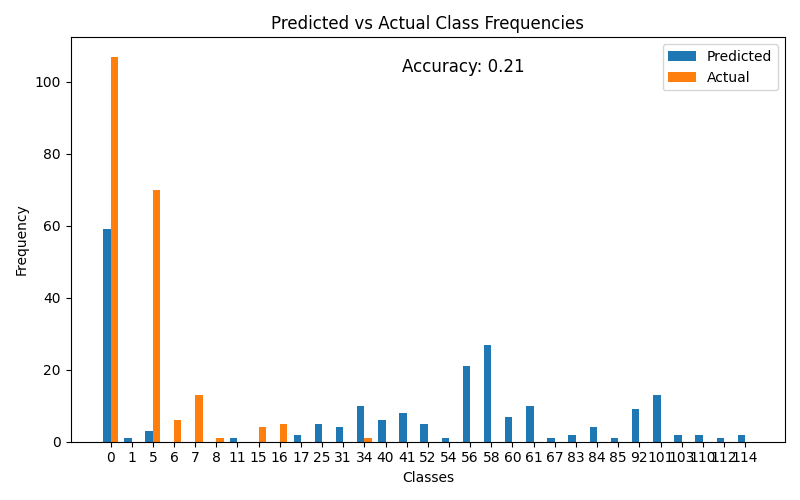 Predicted vs Actual Class Frequencies
Accuracy: 0.21
Predicted
Actual
Frequency
100
80
60
40
20
0
0 1 5 6 7 8 11 15 16 17 25 31 34 40 41 52 54 56 58 60 61 67 83 84 85 92 101 103 110 112 114
Classes